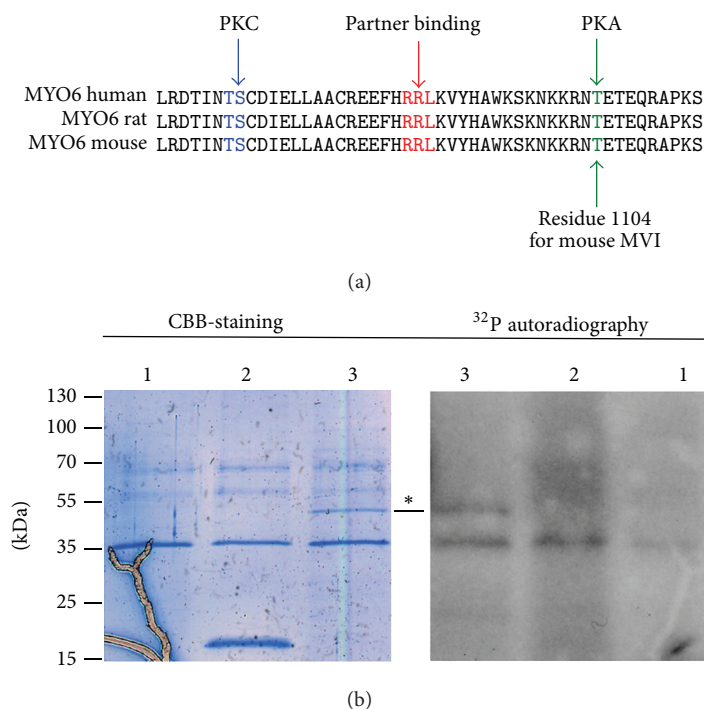 PKC Partner binding PKA
MYO6 human LRDTINTSCDIELLAACREEFHRRLKVYHAWKSKNKKRNTETEQRAPKS
MYO6 rat LRDTINTSCDIELLAACREEFHRRLKVYHAWKSKNKKRNTETEQRAPKS
MYO6 mouse LRDTINTSCDIELLAACREEFHRRLKVYHAWKSKNKKRNTETEQRAPKS
Residue 1104
for mouse MVI
(a)
CBB-staining ³²P autoradiography
1 2 3 3 2 1
130
100
70
55 *
35
25
15
(kDa)
(b)